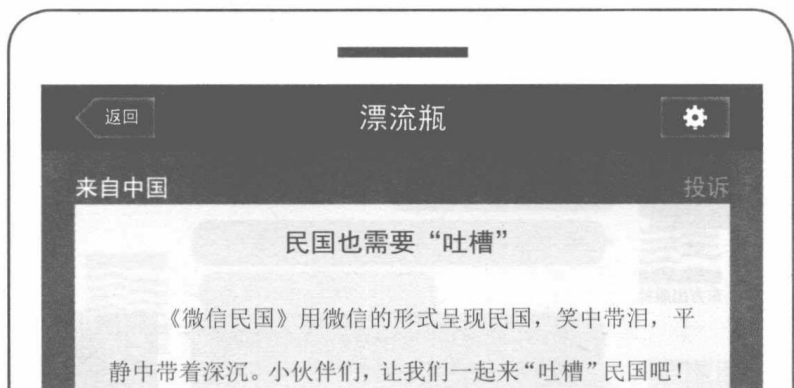 返回 漂流瓶
来自中国 投诉
民国也需要“吐槽”
《微信民国》用微信的形式呈现民国，笑中带泪，平
静中带着深沉。小伙伴们，让我们一起来“吐槽”民国吧！